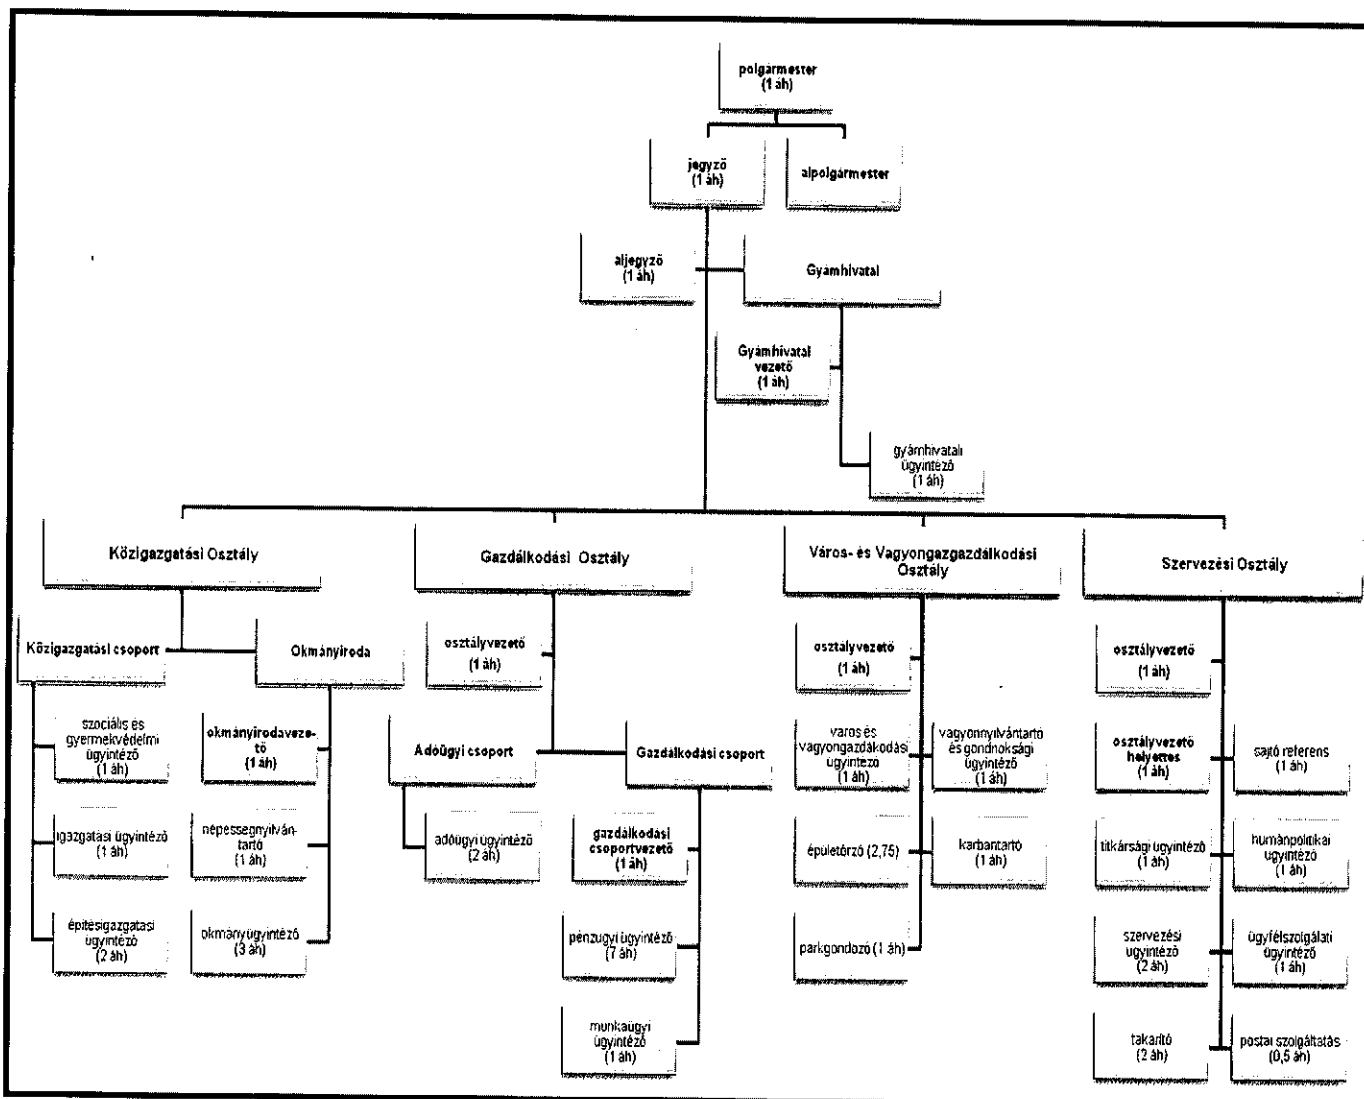 polgármester
(1 áh)
jegyző
(1 áh)
alpolgármester
aljegyző
(1 áh)
Gyámhivatal
Gyámhivatal
vezető
(1 áh)
gyámhivatali
ügyintéző
(1 áh)
Közigazgatási Osztály
Gazdálkodási Osztály
Város- és Vagyongazgazdálkodási
Osztály
Szervezési Osztály
Közigazgatási csoport
Okmányiroda
osztályvezető
(1 áh)
osztályvezető
(1 áh)
osztályvezető
(1 áh)
szociális és
gyermekvédelmi
ügyintéző
(1 áh)
okmányirodaveze-
tő
(1 áh)
Adóügyi csoport
Gazdálkodási csoport
város és
vagyongazdákodási
ügyintéző
(1 áh)
vagyonnyilvántartó
és gondnoksági
ügyintéző
(1 áh)
osztályvezető
helyettes
(1 áh)
sajtó referens
(1 áh)
igazgatási ügyintéző
(1 áh)
népességnyilván-
tartó
(1 áh)
adóügyi ügyintéző
(2 áh)
gazdálkodási
csoportvezető
(1 áh)
épületőrző (2,75)
karbantartó
(1 áh)
titkársági ügyintéző
(1 áh)
humánpolitikai
ügyintéző
(1 áh)
építésigazgatási
ügyintéző
(2 áh)
okmányügyintéző
(3 áh)
pénzügyi ügyintéző
(7 áh)
parkgondozó (1 áh)
szervezési
ügyintéző
(2 áh)
ügyfélszolgálati
ügyintéző
(1 áh)
munkaügyi
ügyintéző
(1 áh)
takarító
(2 áh)
postai szolgáltatás
(0,5 áh)